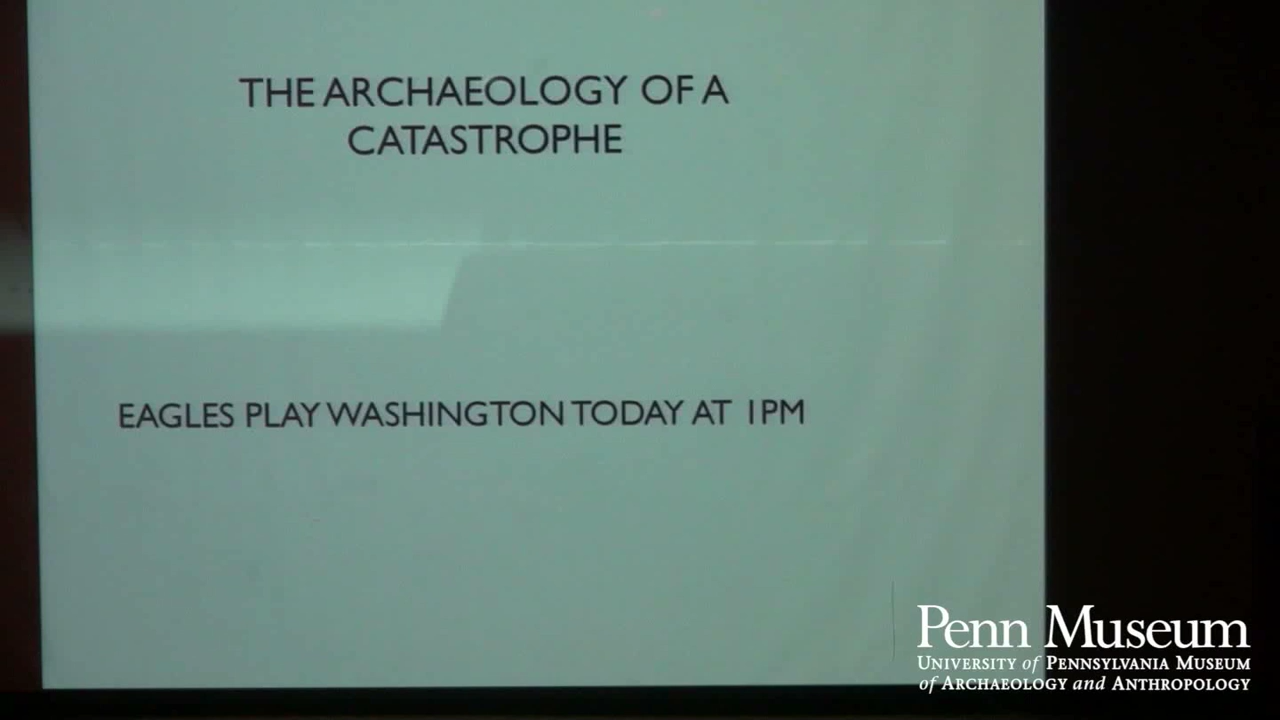 THE ARCHAEOLOGY OF A
CATASTROPHE
EAGLES PLAY WASHINGTON TODAY AT 1PM
Penn Museum
UNIVERSITY of PENNSYLVANIA MUSEUM
of ARCHAEOLOGY and ANTHROPOLOGY